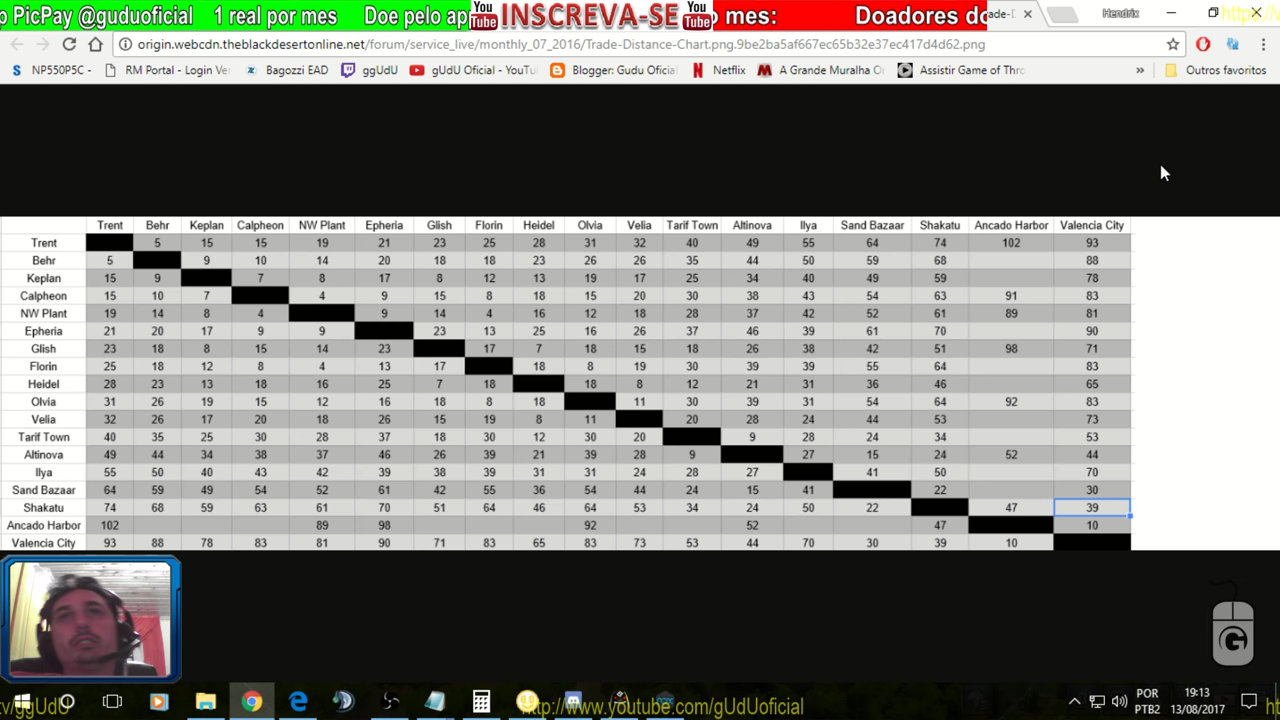 o PicPay @guduoficial 1 real por mes Doe pelo ap You Tube INSCREVA-SE You Tube o mes: Doadores do ade-D Hendrix
origin.webcdn.theblackdesertonline.net/forum/service_live/monthly_07_2016/Trade-Distance-Chart.png.9be2ba5af667ec65b32e37ec417d4d62.png
NP550P5C - RM Portal - Login Ve Bagozzi EAD ggUdU gUdU Oficial - YouTu Blogger: Gudu Oficia Netflix A Grande Muralha Or Assistir Game of Thro » Outros favoritos
Trent Behr Keplan Calpheon NW Plant Epheria Glish Florin Heidel Olvia Velia Tarif Town Altinova Ilya Sand Bazaar Shakatu Ancado Harbor Valencia City
Trent 5 15 15 19 21 23 25 28 31 32 40 49 55 64 74 102 93
Behr 5 9 10 14 20 18 18 23 26 26 35 44 50 59 68 88
Keplan 15 9 7 8 17 8 12 13 19 17 25 34 40 49 59 78
Calpheon 15 10 7 4 9 15 8 18 15 20 30 38 43 54 63 91 83
NW Plant 19 14 8 4 9 14 4 16 12 18 28 37 42 52 61 89 81
Epheria 21 20 17 9 9 23 13 25 16 26 37 46 39 61 70 90
Glish 23 18 8 15 14 23 17 7 18 15 18 26 38 42 51 98 71
Florin 25 18 12 8 4 13 17 18 8 19 30 39 39 55 64 83
Heidel 28 23 13 18 16 25 7 18 18 8 12 21 31 36 46 65
Olvia 31 26 19 15 12 16 18 8 18 11 30 39 31 54 64 92 83
Velia 32 26 17 20 18 26 15 19 8 11 20 28 24 44 53 73
Tarif Town 40 35 25 30 28 37 18 30 12 30 20 9 28 24 34 53
Altinova 49 44 34 38 37 46 26 39 21 39 28 9 27 15 24 52 44
Ilya 55 50 40 43 42 39 38 39 31 31 24 28 27 41 50 70
Sand Bazaar 64 59 49 54 52 61 42 55 36 54 44 24 15 41 22 30
Shakatu 74 68 59 63 61 70 51 64 46 64 53 34 24 50 22 47 39
Ancado Harbor 102 89 98 92 52 47 10
Valencia City 93 88 78 83 81 90 71 83 65 83 73 53 44 70 30 39 10
G
tv/ggUdU http://www.youtube.com/gUdUoficial
POR 19:13
PTB2 13/08/2017